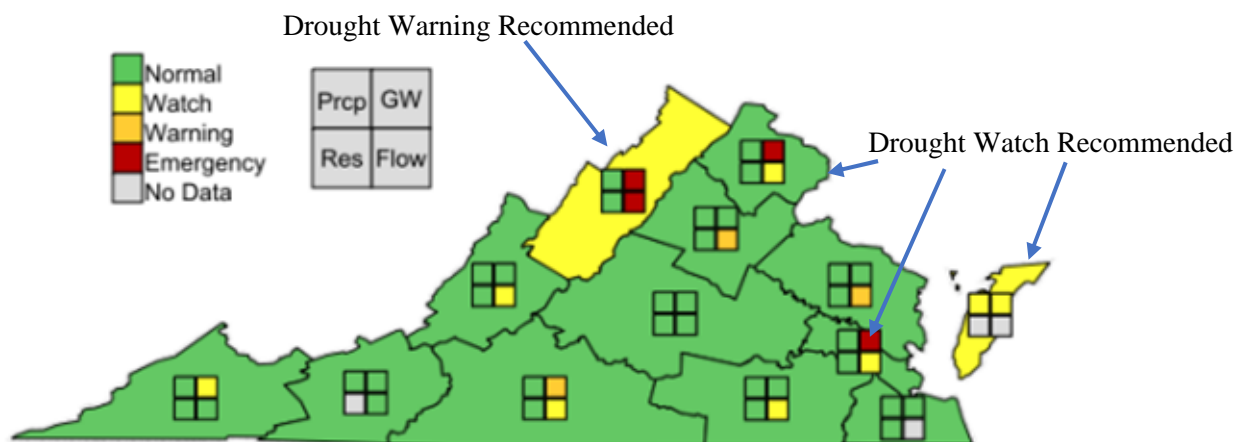 Drought Warning Recommended
Normal
Watch
Warning
Emergency
No Data
Prcp GW
Res Flow
Drought Watch Recommended